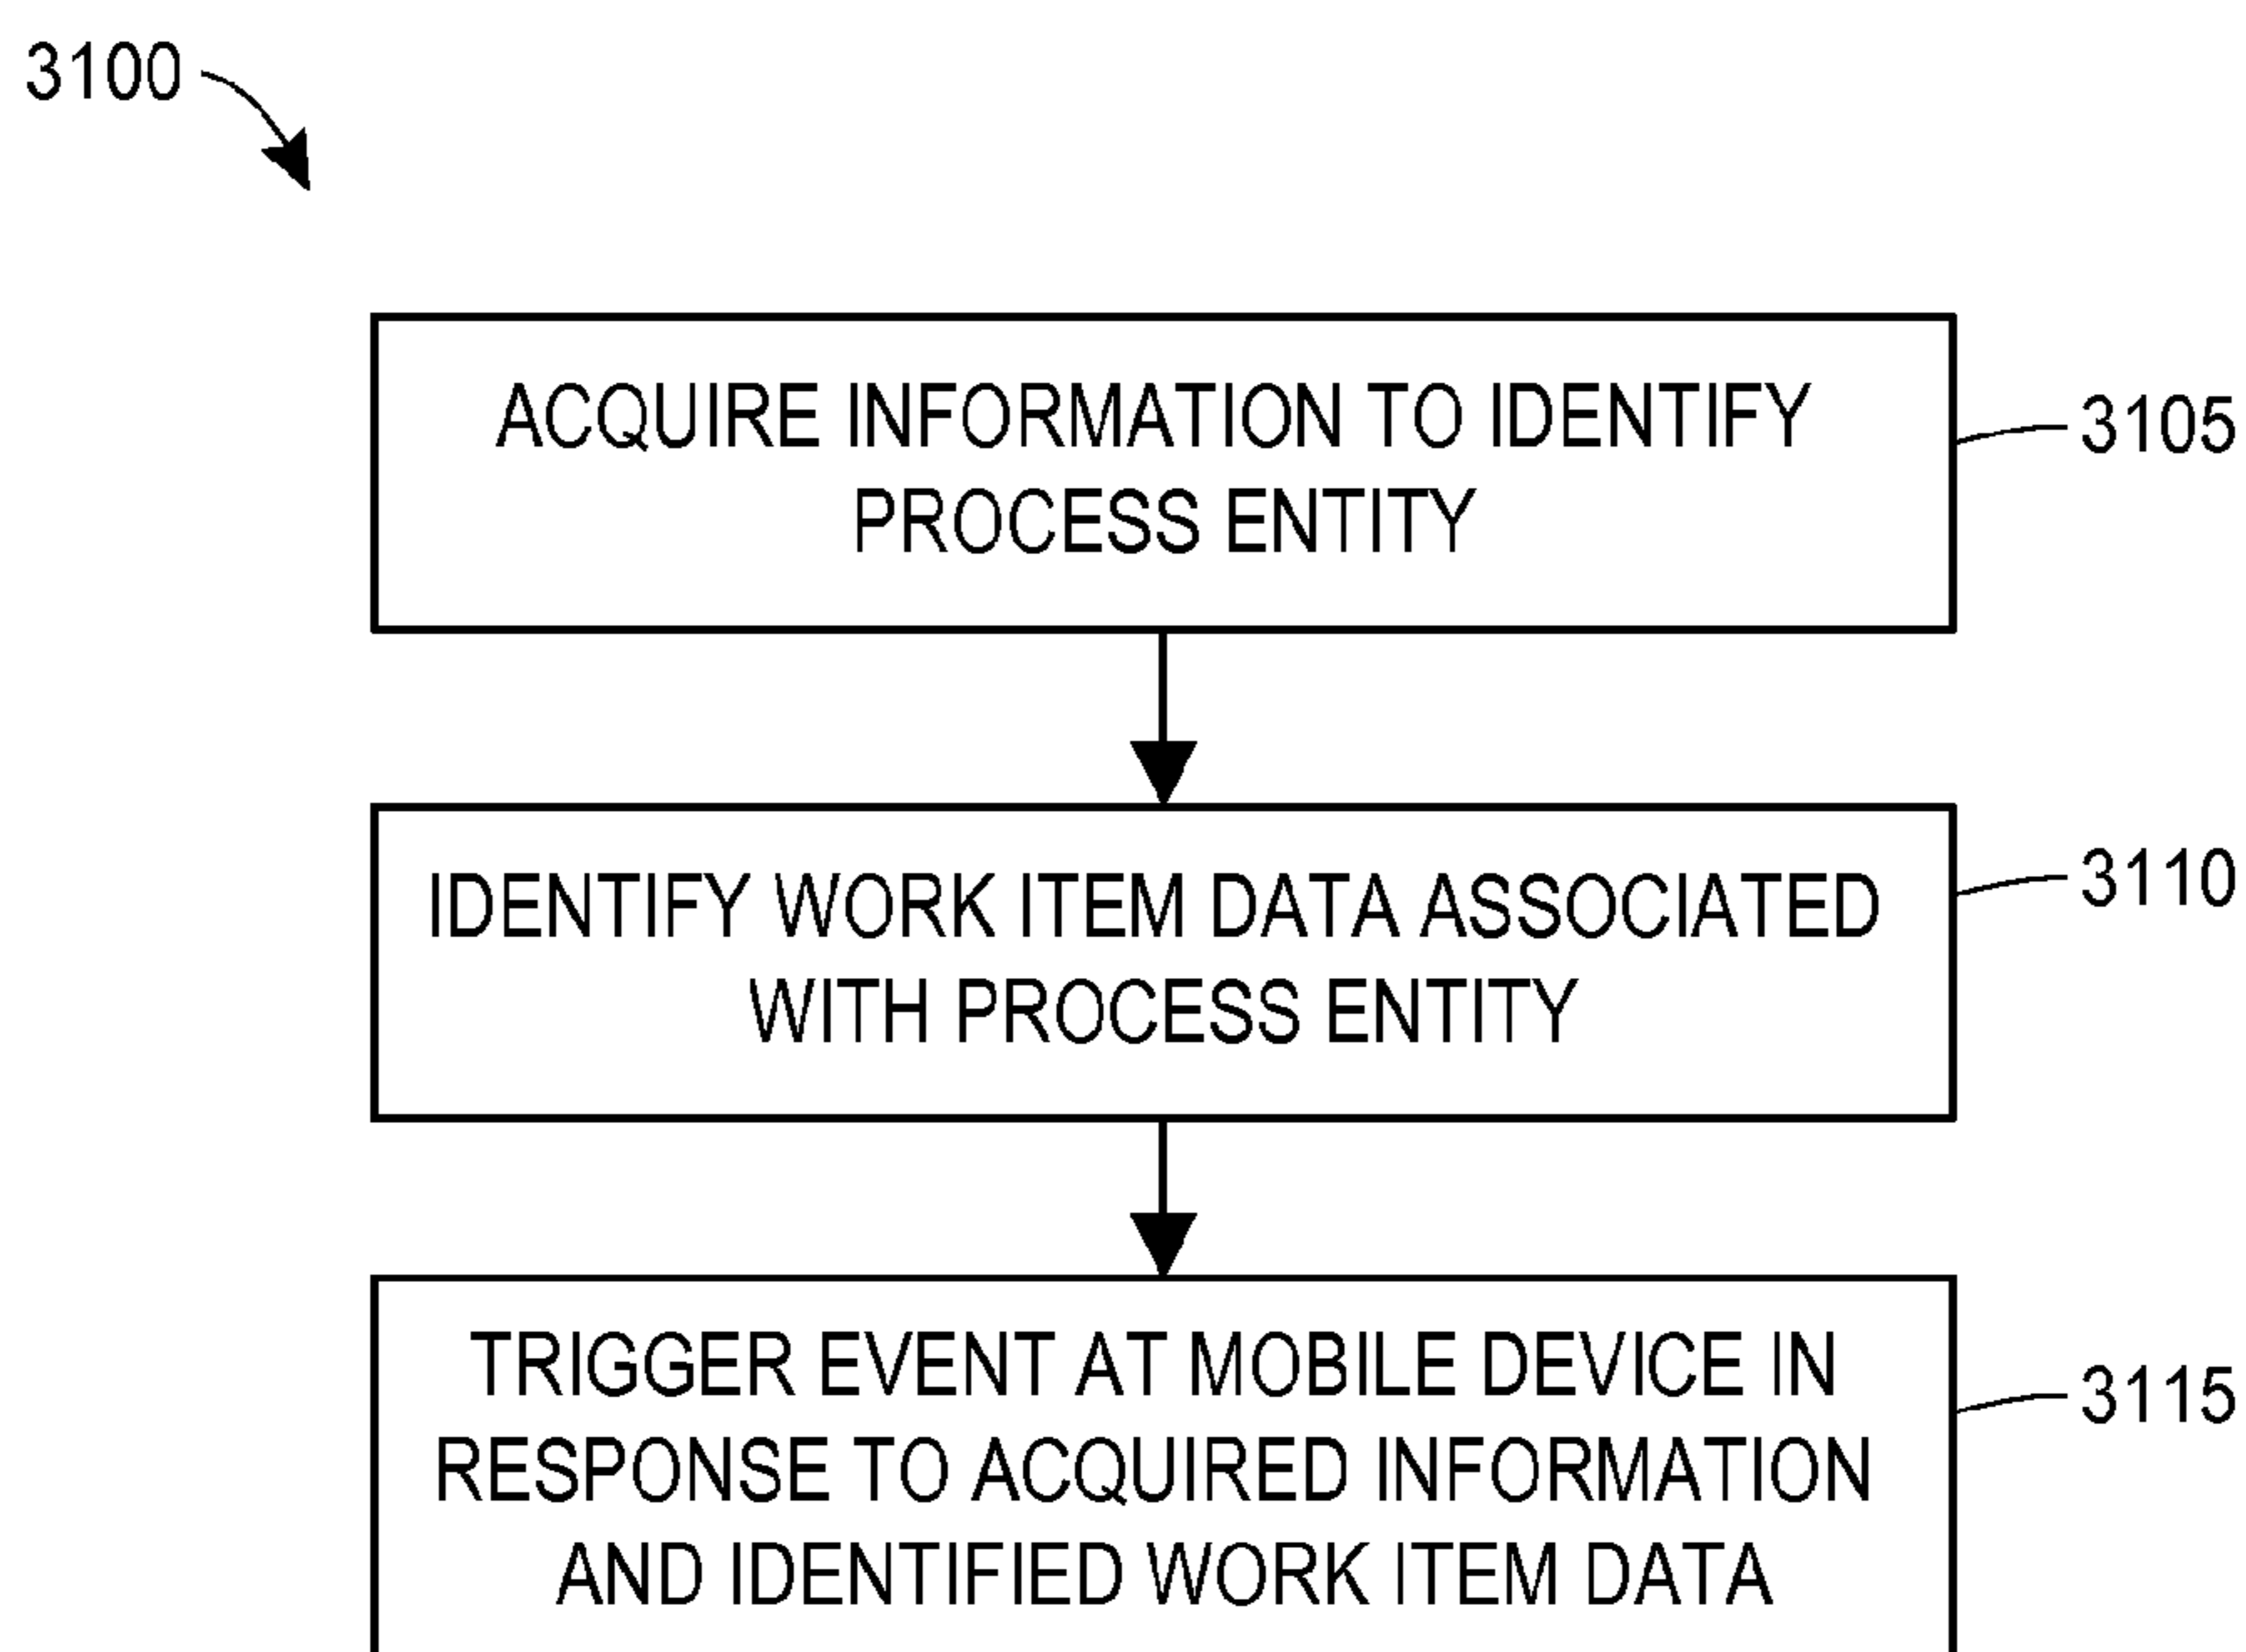 3100
ACQUIRE INFORMATION TO IDENTIFY
PROCESS ENTITY
3105
IDENTIFY WORK ITEM DATA ASSOCIATED
WITH PROCESS ENTITY
3110
TRIGGER EVENT AT MOBILE DEVICE IN
RESPONSE TO ACQUIRED INFORMATION
AND IDENTIFIED WORK ITEM DATA
3115